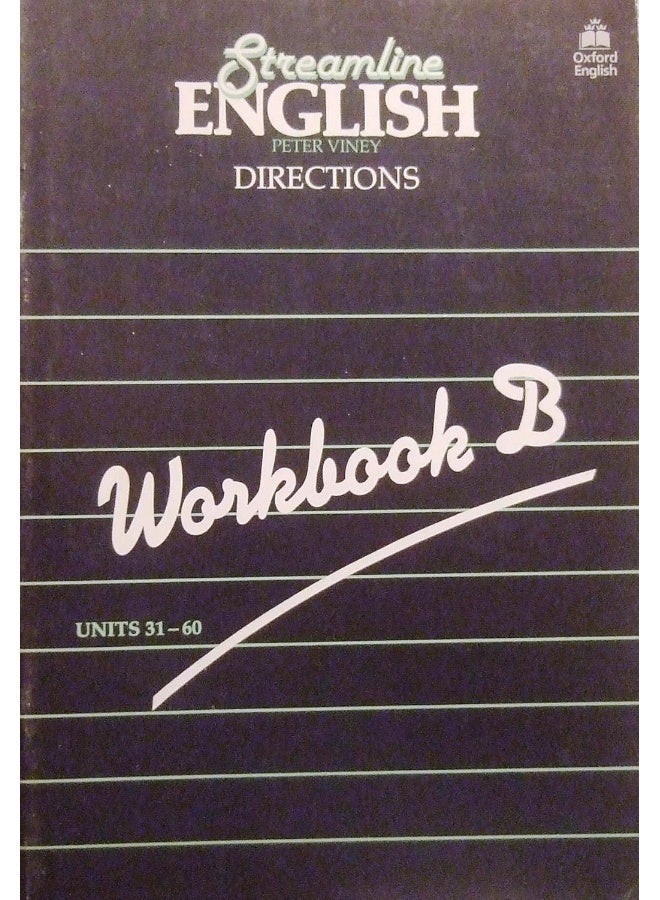 Streamline
ENGLISH
PETER VINEY
DIRECTIONS
Oxford
English
Workbook B
UNITS 31–60